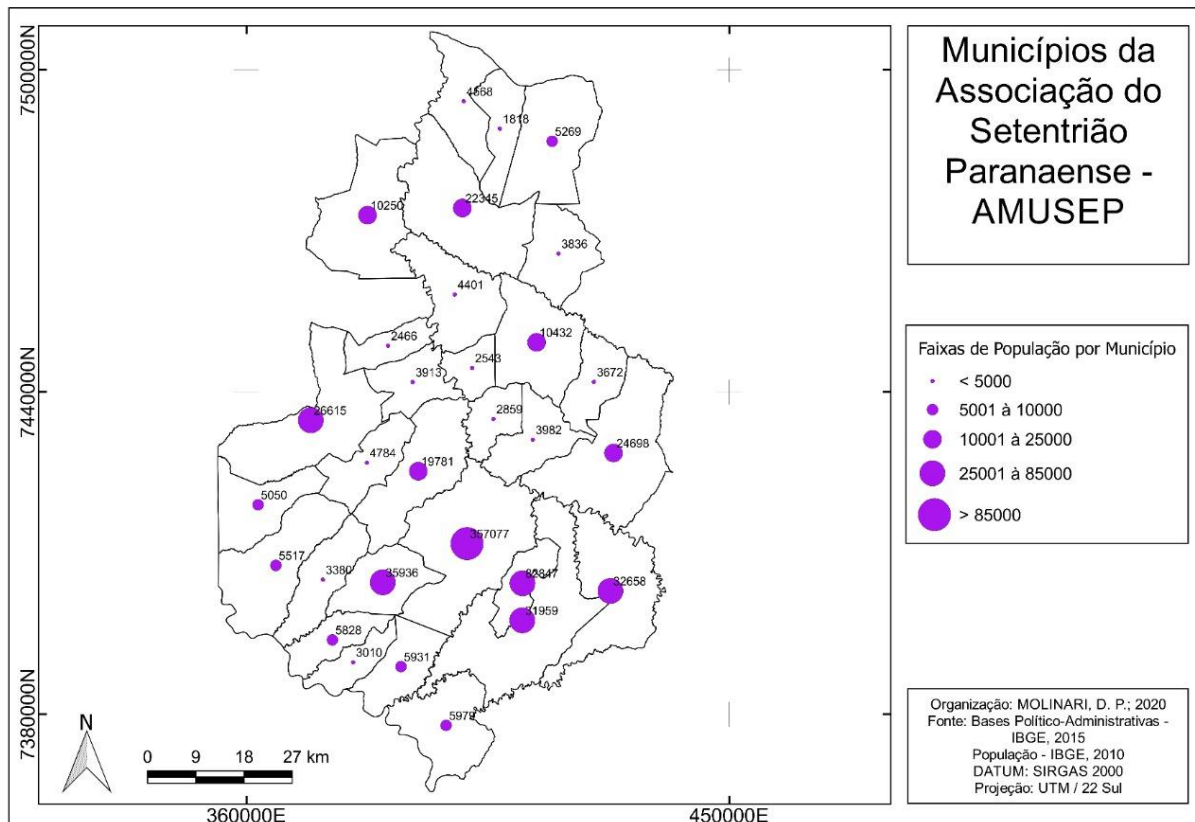 Municípios da
Associação do
Setentrião
Paranaense -
AMUSEP
7500000N
7440000N
7380000N
4668
1818
5269
10250
22345
3836
4401
10432
2466
2543
3913
3672
26615
2859
3982
24698
4784
19781
5050
357077
5517
3380
35936
82847
32658
31959
5828
3010
5931
5979
Faixas de População por Município
< 5000
5001 à 10000
10001 à 25000
25001 à 85000
> 85000
N
0 9 18 27 km
360000E
450000E
Organização: MOLINARI, D. P.; 2020
Fonte: Bases Político-Administrativas -
IBGE, 2015
População - IBGE, 2010
DATUM: SIRGAS 2000
Projeção: UTM / 22 Sul